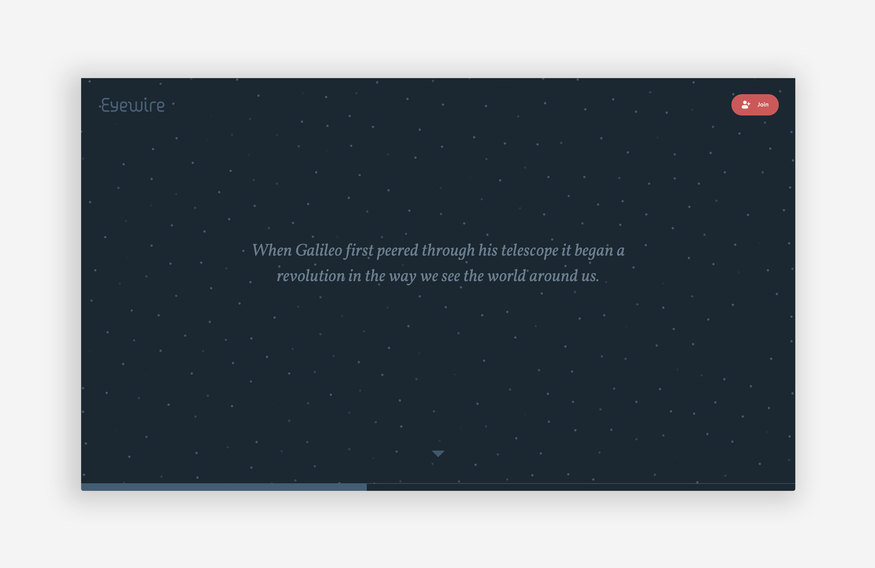 Eyewire
Join
When Galileo first peered through his telescope it began a
revolution in the way we see the world around us.